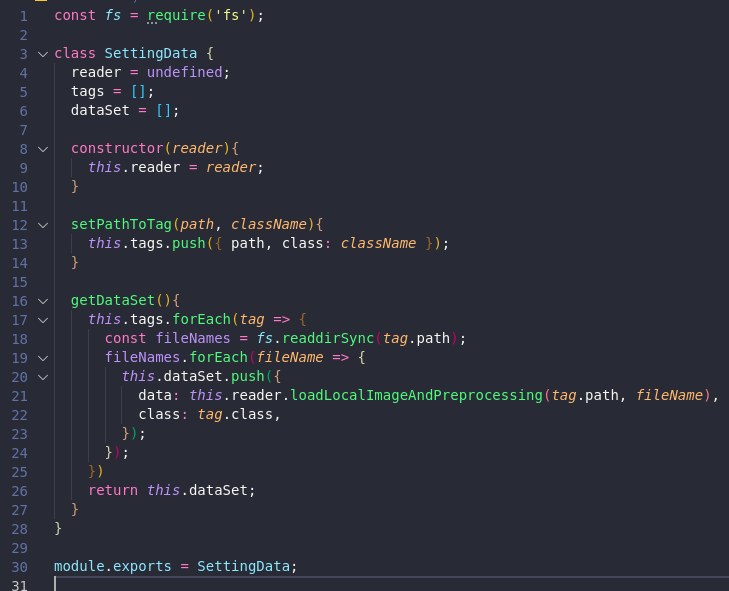 1 const fs = require('fs');
2
3 class SettingData {
4   reader = undefined;
5   tags = [];
6   dataSet = [];
7
8   constructor(reader){
9     this.reader = reader;
10   }
11
12   setPathToTag(path, className){
13     this.tags.push({ path, class: className });
14   }
15
16   getDataSet(){
17     this.tags.forEach(tag => {
18       const fileNames = fs.readdirSync(tag.path);
19       fileNames.forEach(fileName => {
20         this.dataSet.push({
21           data: this.reader.loadLocalImageAndPreprocessing(tag.path, fileName),
22           class: tag.class,
23         });
24       });
25     })
26     return this.dataSet;
27   }
28 }
29
30 module.exports = SettingData;
31